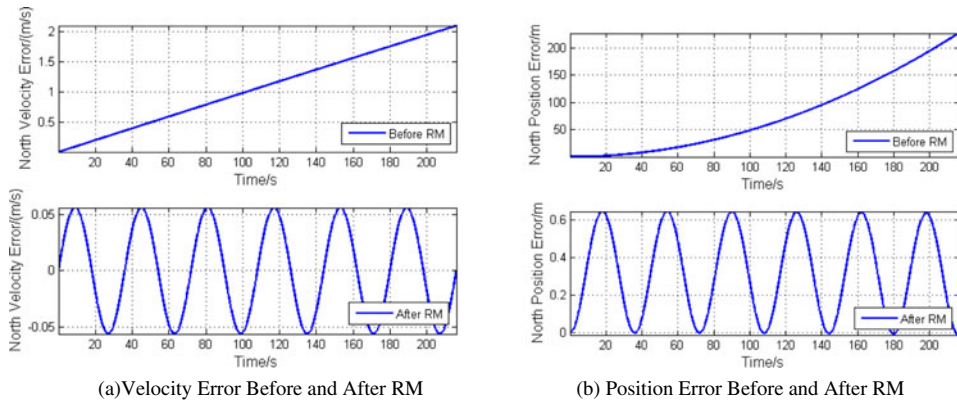 North Velocity Error/(m/s)
2
1.5
1
0.5
20 40 60 80 100 120 140 160 180 200
Time/s
Before RM
North Velocity Error/(m/s)
0.05
0
-0.05
20 40 60 80 100 120 140 160 180 200
Time/s
After RM
(a)Velocity Error Before and After RM
North Position Error/m
200
150
100
50
20 40 60 80 100 120 140 160 180 200
Time/s
Before RM
North Position Error/m
0.6
0.4
0.2
0
20 40 60 80 100 120 140 160 180 200
Time/s
After RM
(b) Position Error Before and After RM